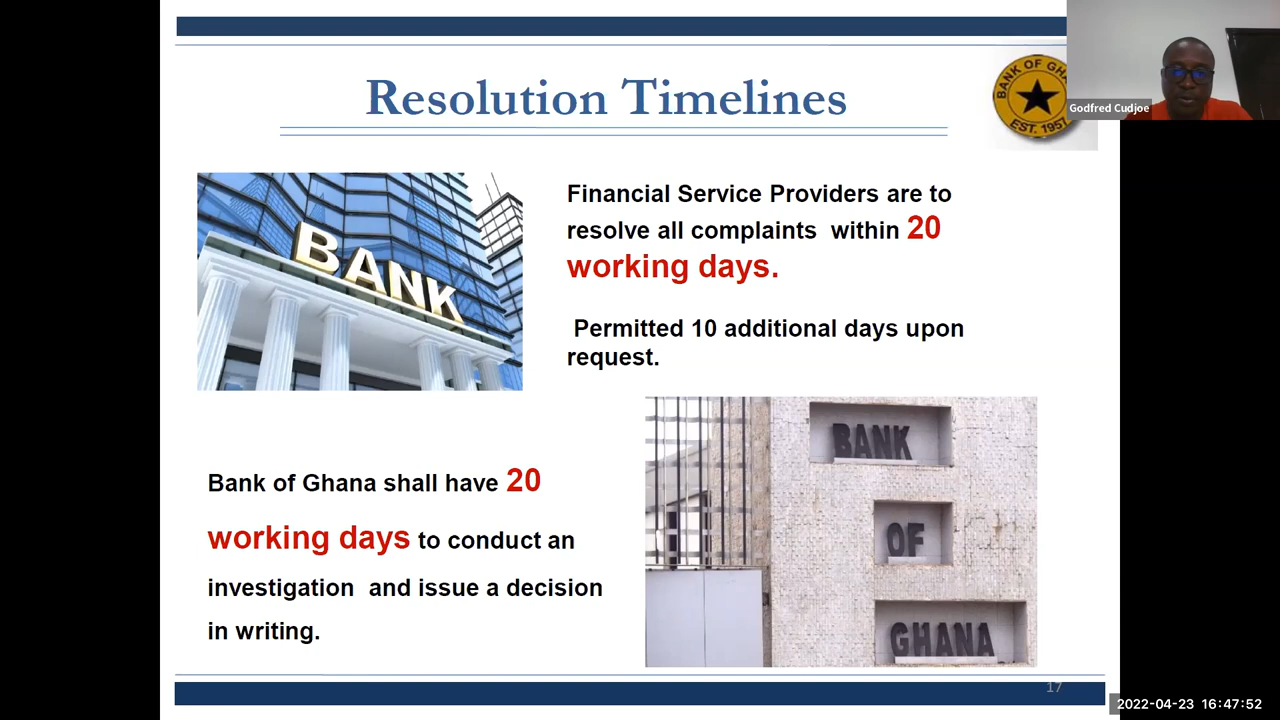 Resolution Timelines
BANK OF GHA
EST. 1957
Godfred Cudjoe
BANK
Financial Service Providers are to
resolve all complaints within 20
working days.
Permitted 10 additional days upon
request.
BANK
OF
GHANA
Bank of Ghana shall have 20
working days to conduct an
investigation and issue a decision
in writing.
17
2022-04-23 16:47:52